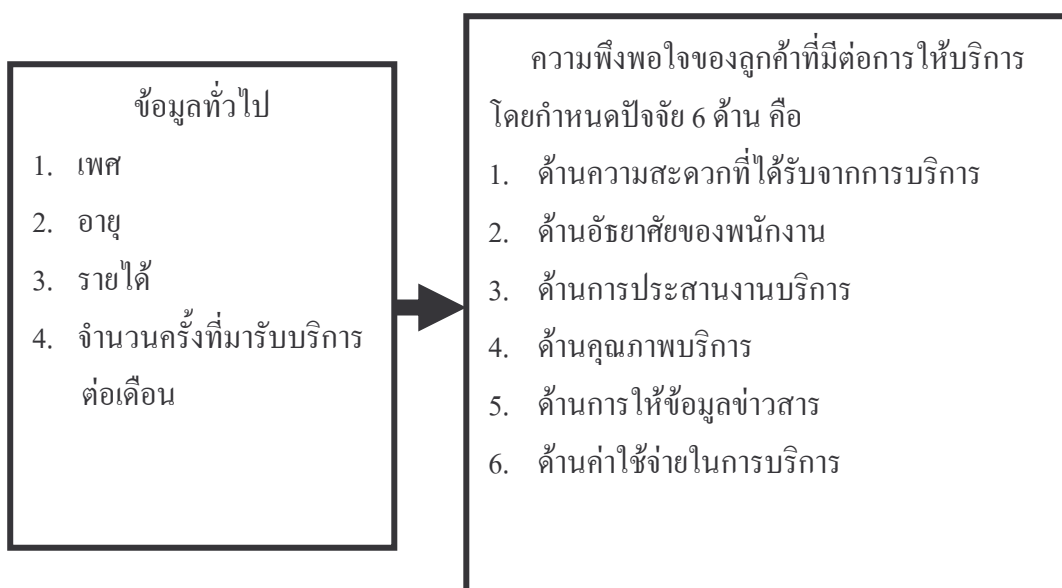 ข้อมูลทั่วไป
1. เพศ
2. อายุ
3. รายได้
4. จำนวนครั้งที่มารับบริการ
ต่อเดือน
ความพึงพอใจของลูกค้าที่มีต่อการให้บริการ
โดยกำหนดปัจจัย 6 ด้าน คือ
1. ด้านความสะดวกที่ได้รับจากการบริการ
2. ด้านอัธยาศัยของพนักงาน
3. ด้านการประสานงานบริการ
4. ด้านคุณภาพบริการ
5. ด้านการให้ข้อมูลข่าวสาร
6. ด้านค่าใช้จ่ายในการบริการ